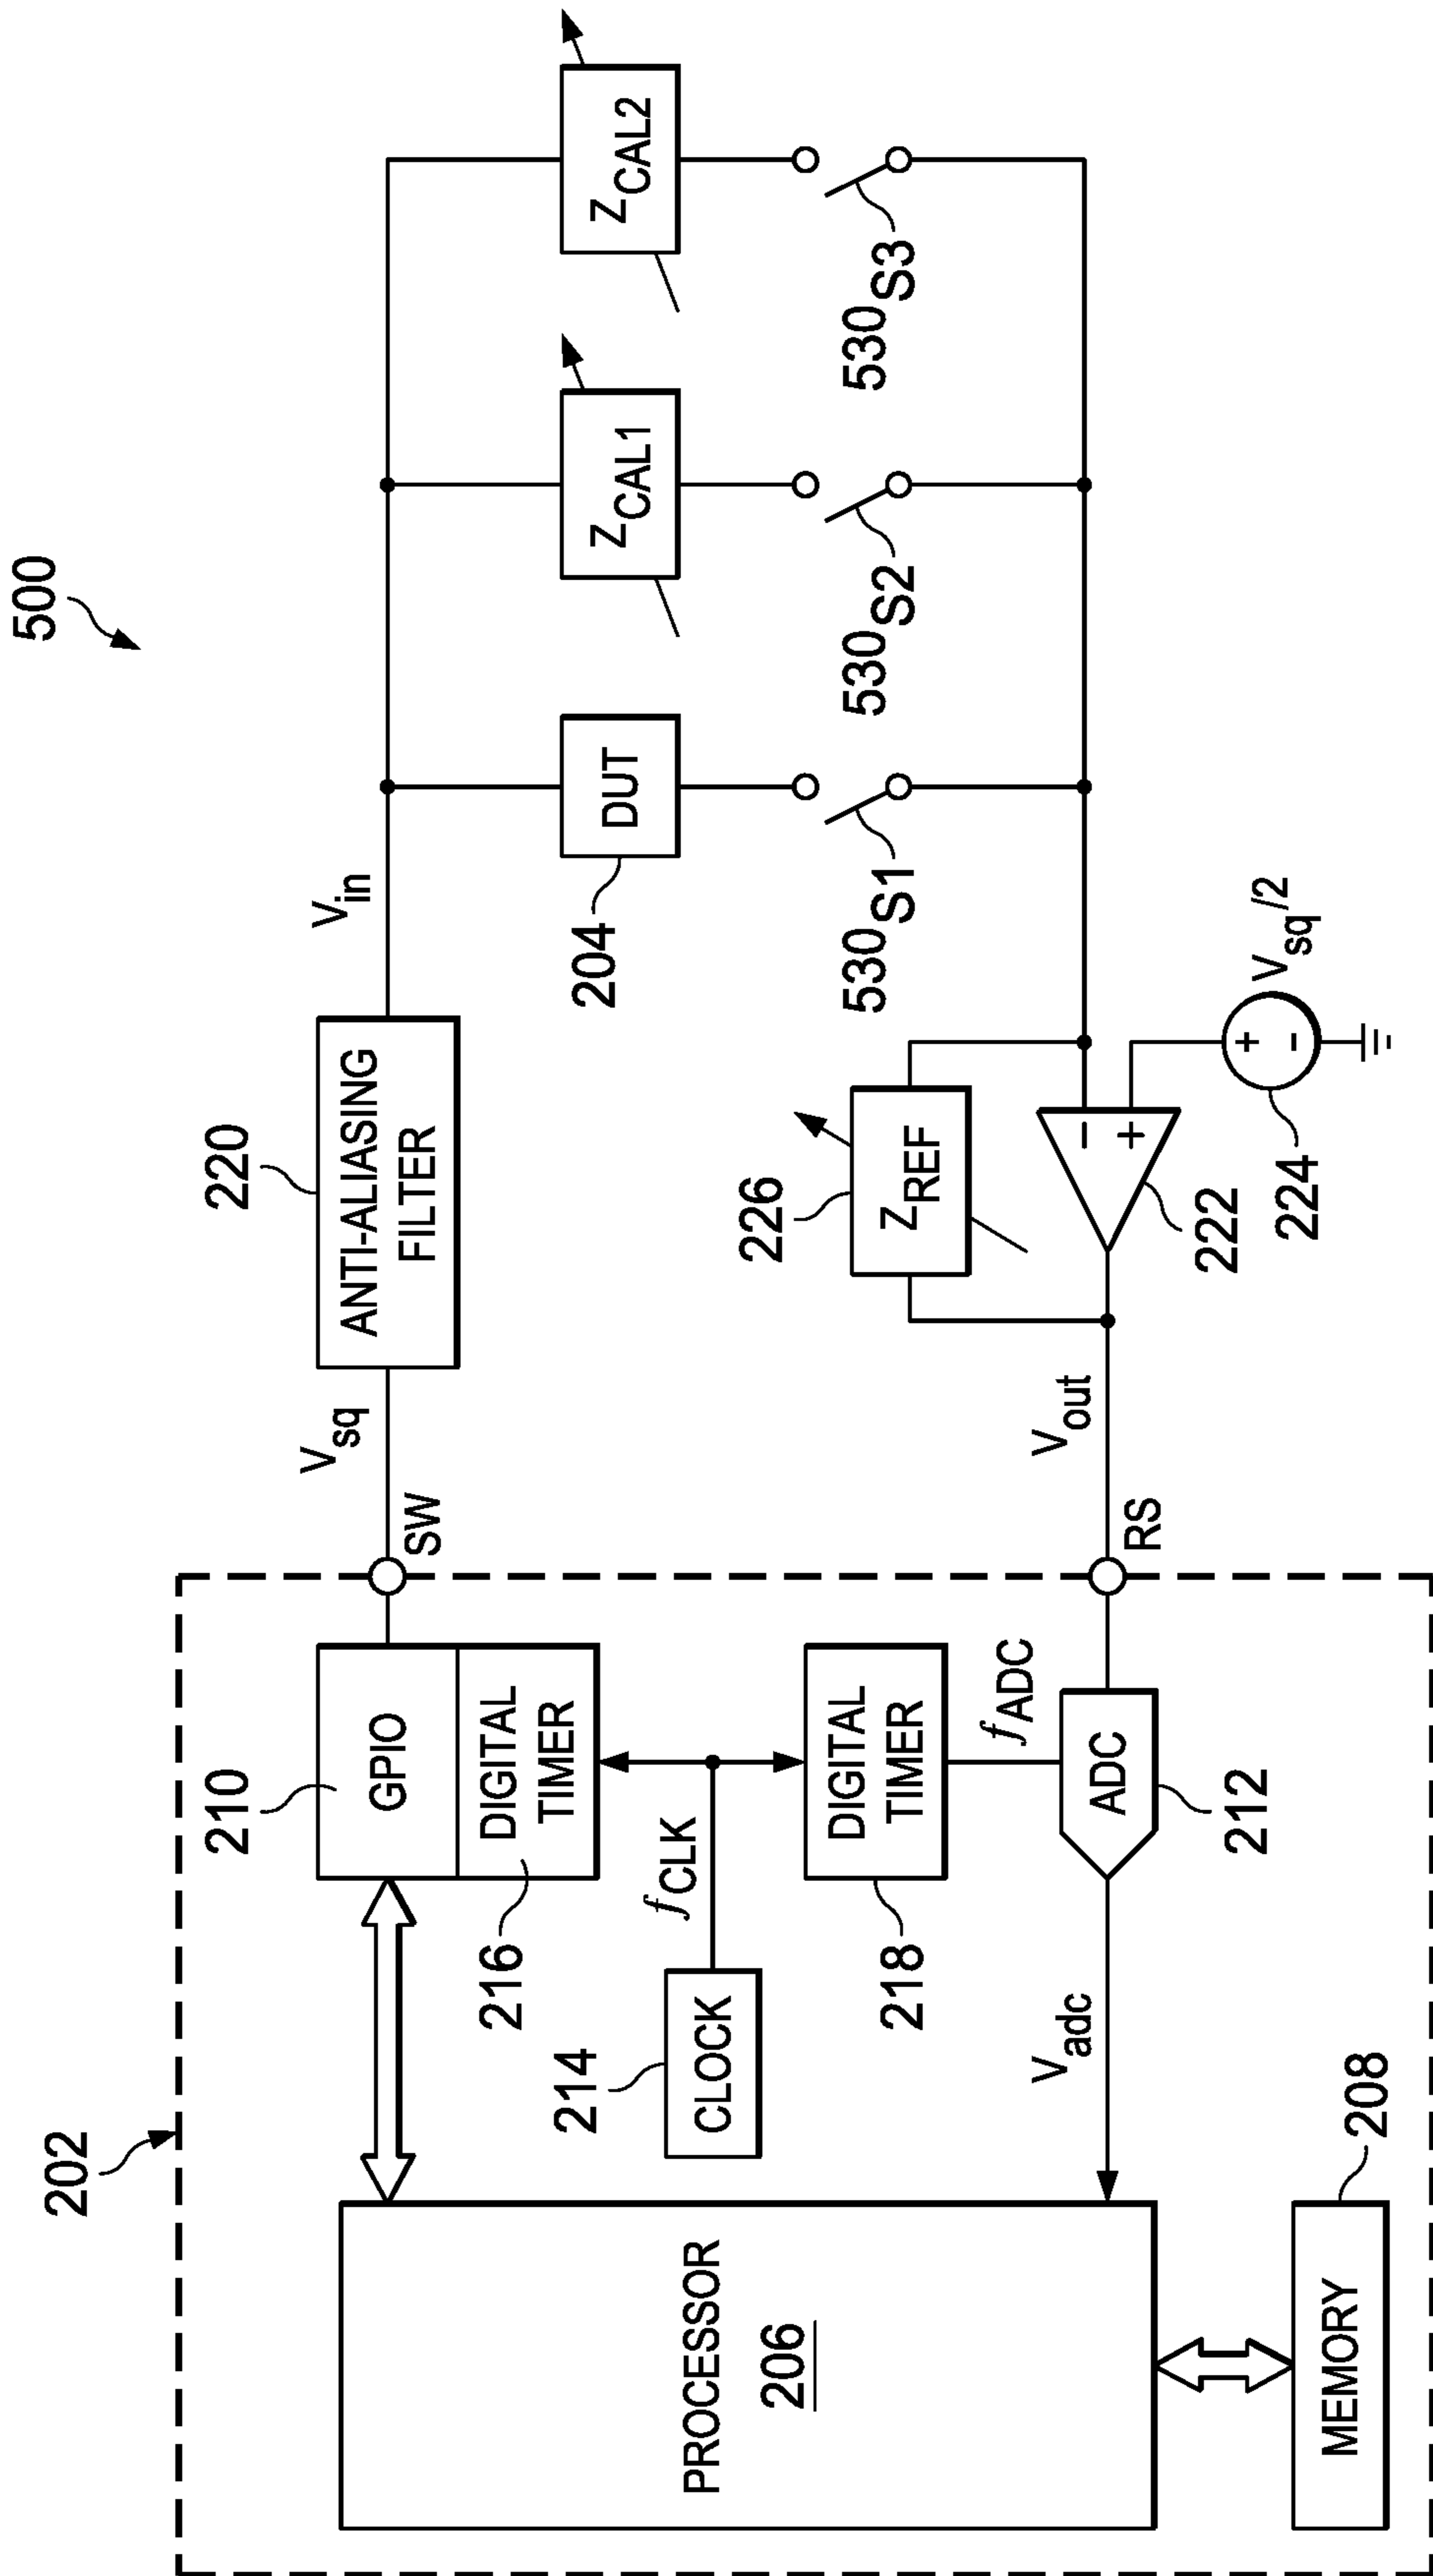 500
202
210
GPIO
DIGITAL
TIMER
216
SW
V_sq
220
ANTI-ALIASING
FILTER
V_in
DUT
204
Z_CAL1
Z_CAL2
530_S1
530_S2
530_S3
PROCESSOR
206
214
CLOCK
f_CLK
DIGITAL
TIMER
218
f_ADC
ADC
212
V_adc
RS
V_out
226
Z_REF
−
+
222
+
−
224
V_sq/2
MEMORY
208